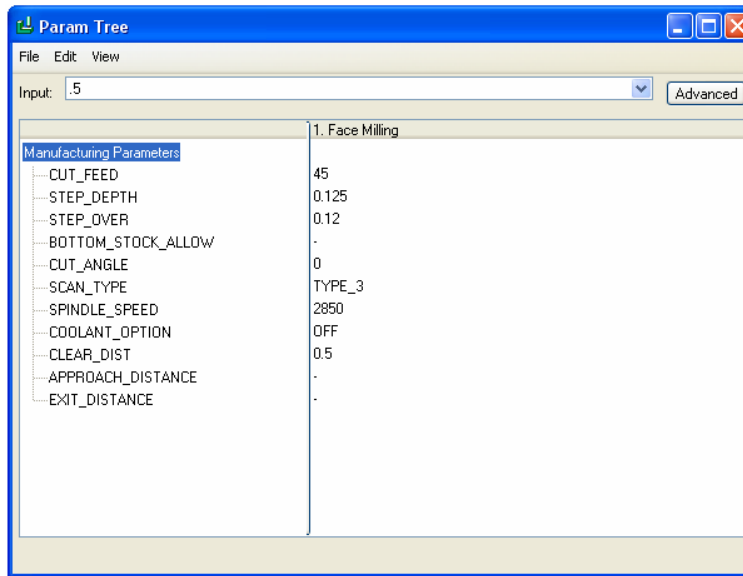 Param Tree
File Edit View
Input: .5 Advanced
1. Face Milling
Manufacturing Parameters
CUT_FEED 45
STEP_DEPTH 0.125
STEP_OVER 0.12
BOTTOM_STOCK_ALLOW -
CUT_ANGLE 0
SCAN_TYPE TYPE_3
SPINDLE_SPEED 2850
COOLANT_OPTION OFF
CLEAR_DIST 0.5
APPROACH_DISTANCE -
EXIT_DISTANCE -